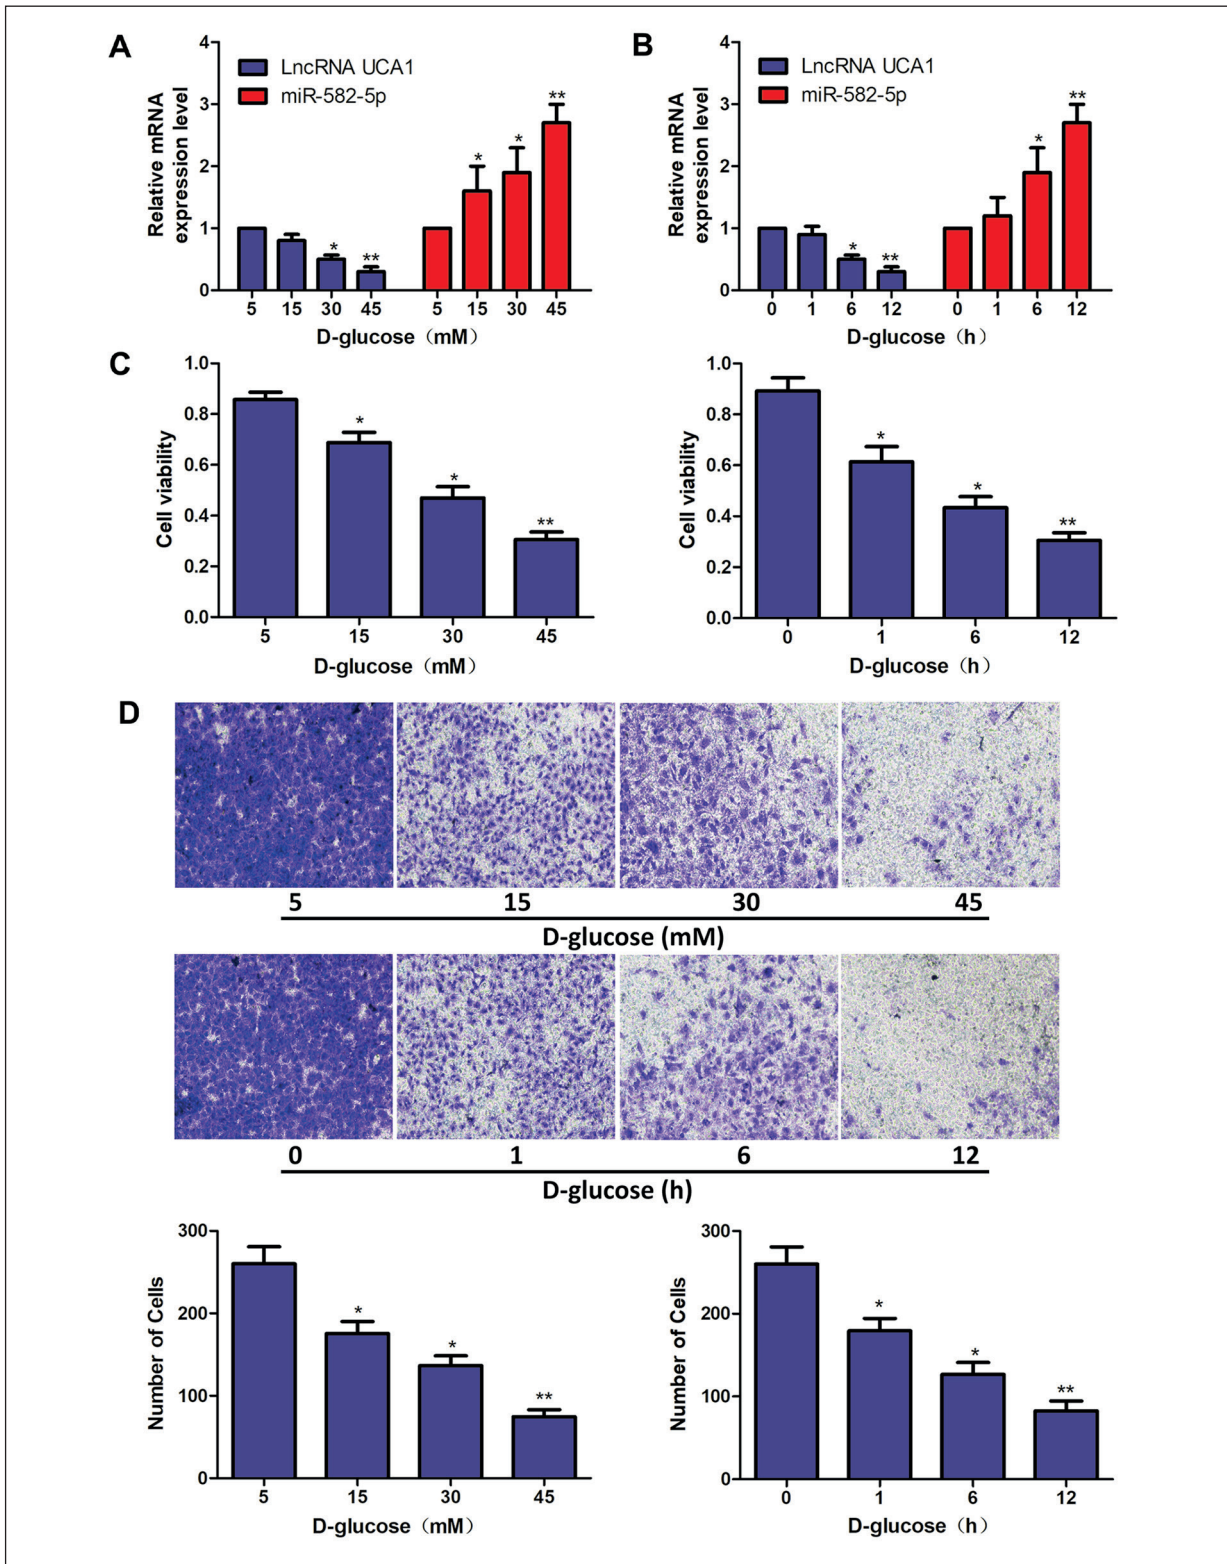 A
4
3
2
1
0
Relative mRNA
expression level
LncRNA UCA1
miR-582-5p
* ** * * **
5 15 30 45 5 15 30 45
D-glucose（mM）
B
4
3
2
1
0
Relative mRNA
expression level
LncRNA UCA1
miR-582-5p
* ** * **
0 1 6 12 0 1 6 12
D-glucose（h）
C
1.0
0.8
0.6
0.4
0.2
0.0
Cell viability
* * **
5 15 30 45
D-glucose（mM）
1.0
0.8
0.6
0.4
0.2
0.0
Cell viability
* * **
0 1 6 12
D-glucose（h）
D
5 15 30 45
D-glucose (mM)
0 1 6 12
D-glucose (h)
300
200
100
0
Number of Cells
* * **
5 15 30 45
D-glucose（mM）
300
200
100
0
Number of Cells
* * **
0 1 6 12
D-glucose（h）